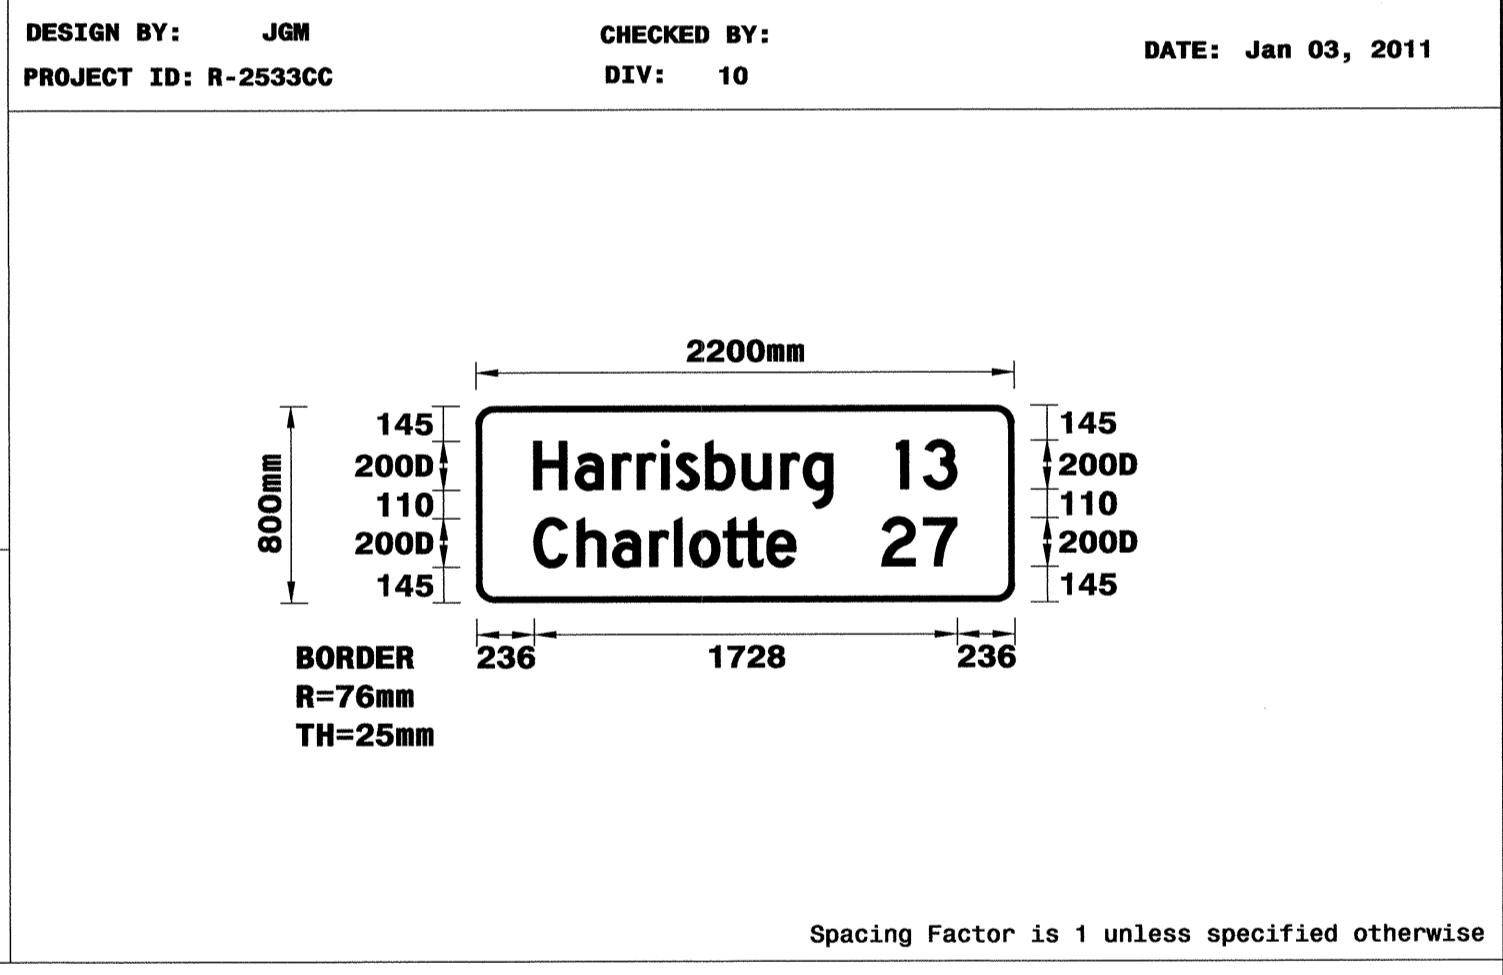 DESIGN BY: JGM
CHECKED BY:
DATE: Jan 03, 2011
PROJECT ID: R-2533CC
DIV: 10
2200mm
800mm
145
200D
110
200D
145
Harrisburg 13
Charlotte 27
145
200D
110
200D
145
236
1728
236
BORDER
R=76mm
TH=25mm
Spacing Factor is 1 unless specified otherwise